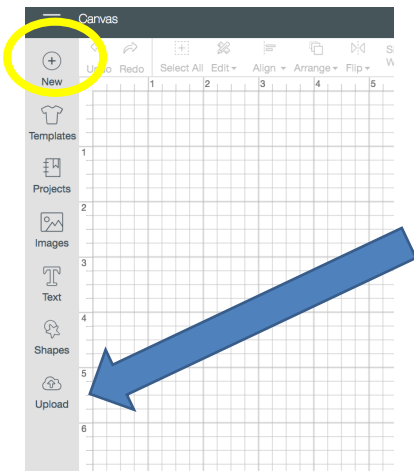 Canvas
Undo Redo Select All Edit Align Arrange Flip
New
1 2 3 4 5
Templates
1
Projects
2
Images
3
Text
4
Shapes
5
Upload
6